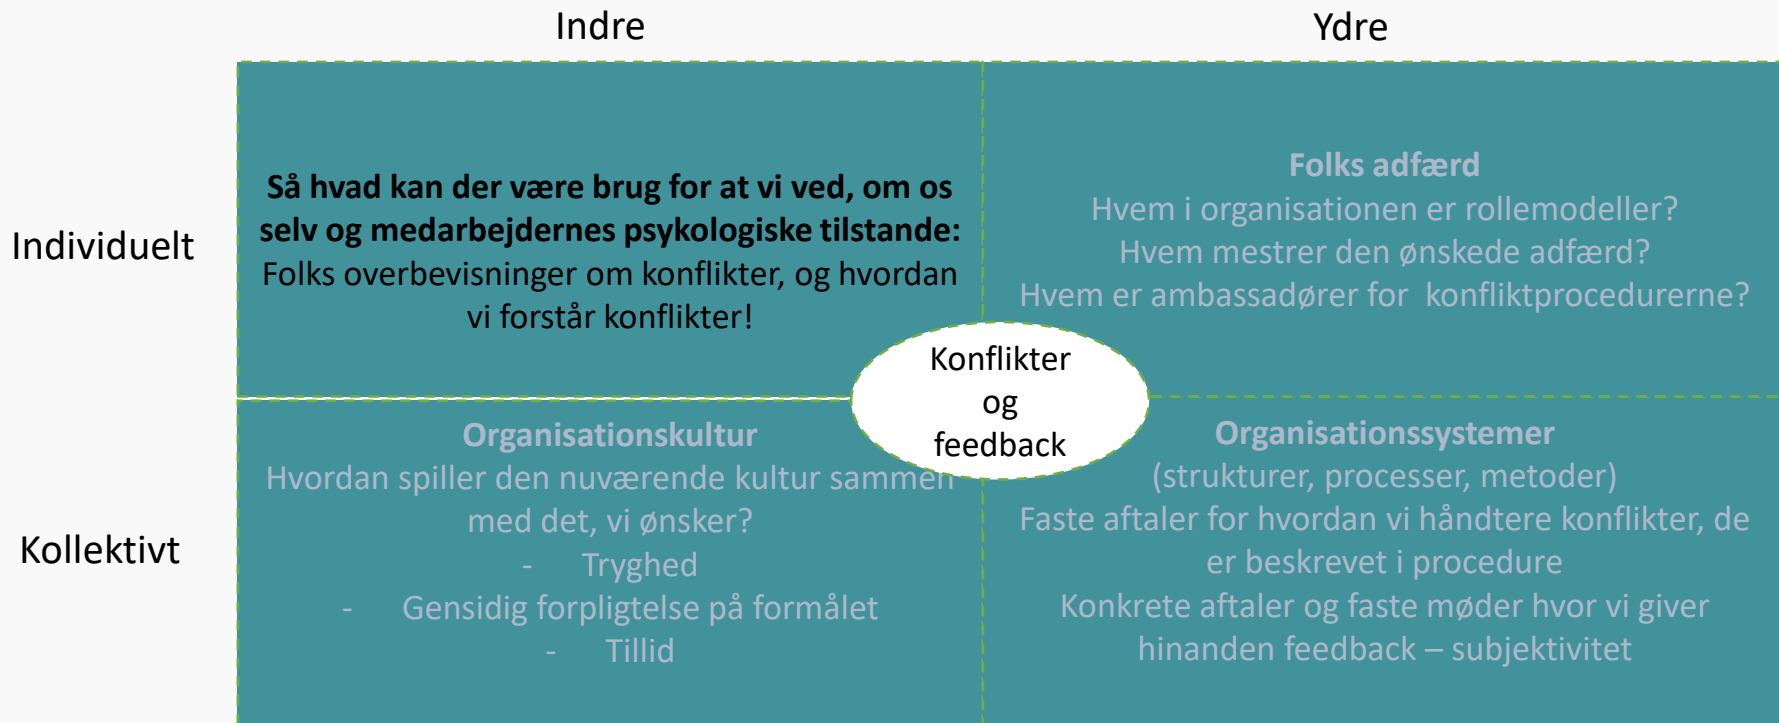 Indre
Ydre
Individuelt
Så hvad kan der være brug for at vi ved, om os
selv og medarbejdernes psykologiske tilstande:
Folks overbevisninger om konflikter, og hvordan
vi forstår konflikter!
Folks adfærd
Hvem i organisationen er rollemodeller?
Hvem mestrer den ønskede adfærd?
Hvem er ambassadører for  konfliktprocedurerne?
Konflikter
og
feedback
Kollektivt
Organisationskultur
Hvordan spiller den nuværende kultur sammen
med det, vi ønsker?
- Tryghed
- Gensidig forpligtelse på formålet
- Tillid
Organisationssystemer
(strukturer, processer, metoder)
Faste aftaler for hvordan vi håndtere konflikter, de
er beskrevet i procedure
Konkrete aftaler og faste møder hvor vi giver
hinanden feedback – subjektivitet